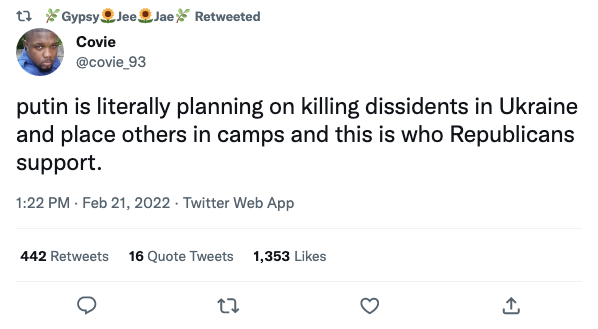 🌿Gypsy🌻Jee🌻Jae🌿 Retweeted
Covie
@covie_93
putin is literally planning on killing dissidents in Ukraine
and place others in camps and this is who Republicans
support.
1:22 PM · Feb 21, 2022 · Twitter Web App
442 Retweets 16 Quote Tweets 1,353 Likes